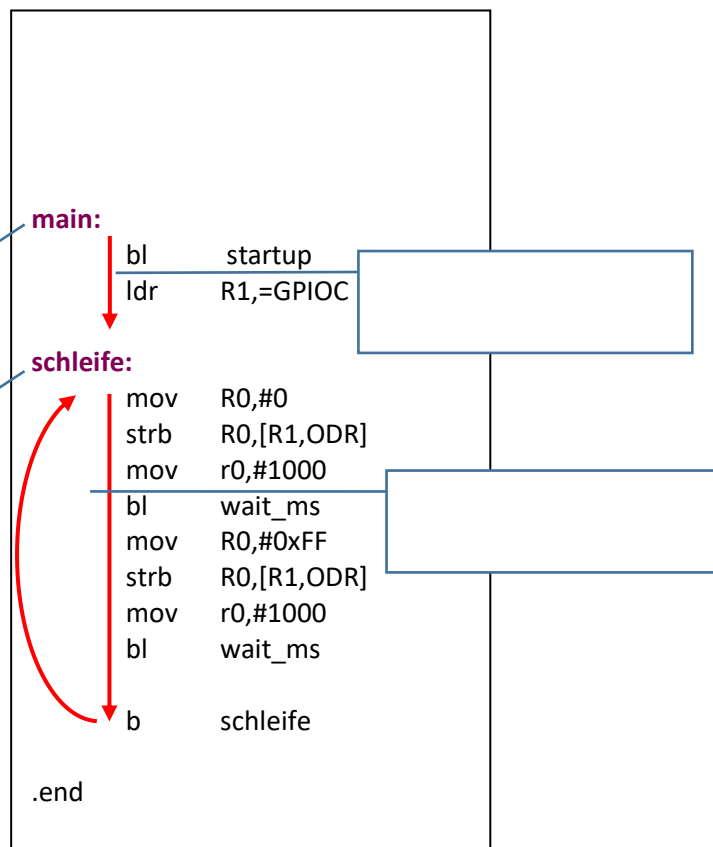 main:
bl startup
ldr R1,=GPIOC
schleife:
mov R0,#0
strb R0,[R1,ODR]
mov r0,#1000
bl wait_ms
mov R0,#0xFF
strb R0,[R1,ODR]
mov r0,#1000
bl wait_ms
b schleife
.end